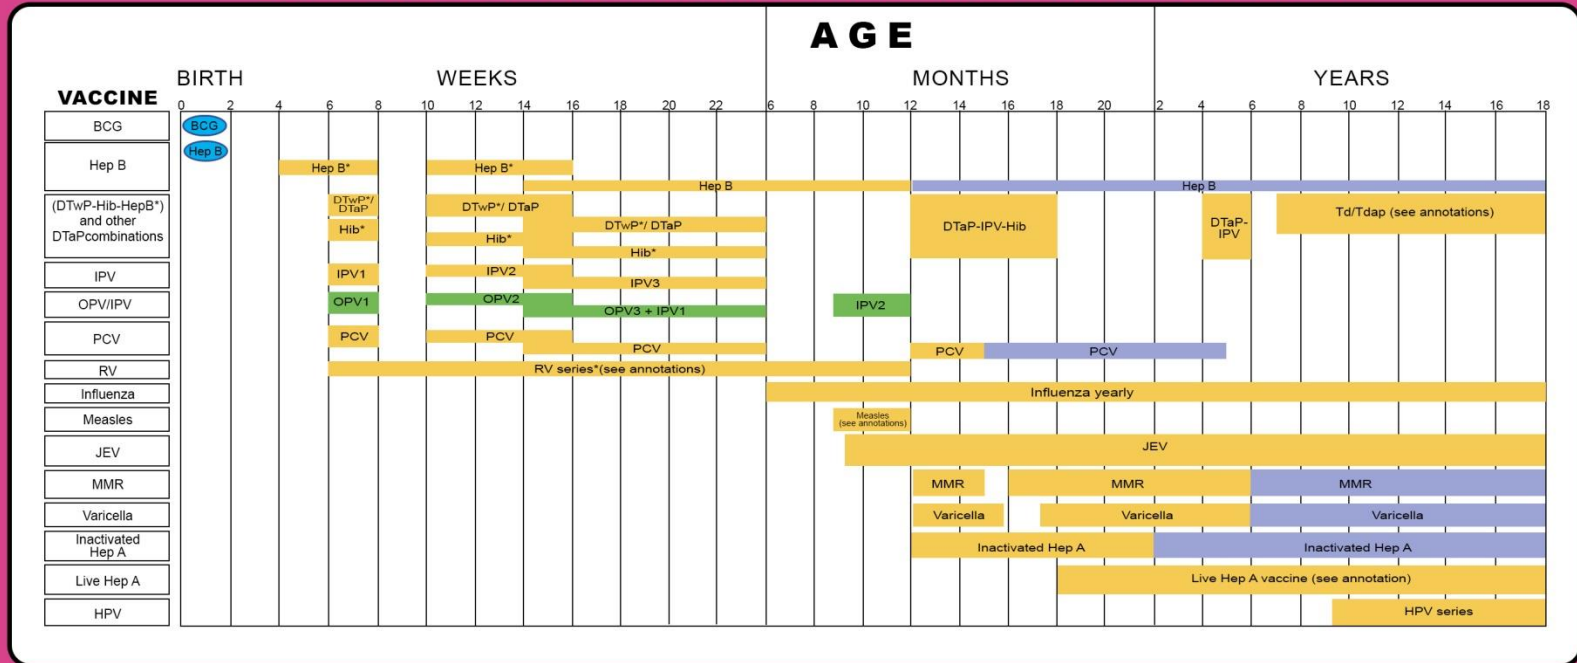 AGE
BIRTH WEEKS MONTHS YEARS
VACCINE
0 2 4 6 8 10 12 14 16 18 20 22 6 8 10 12 14 16 18 20 2 4 6 8 10 12 14 16 18
BCG BCG
Hep B Hep B
Hep B* Hep B*
Hep B Hep B
(DTwP-Hib-HepB*)
and other
DTaPcombinations
DTwP*/
DTaP
DTwP*/ DTaP
DTwP*/ DTaP
Hib*
Hib*
Hib*
DTaP-IPV-Hib
DTaP-
IPV
Td/Tdap (see annotations)
IPV IPV1 IPV2
IPV3
OPV/IPV OPV1 OPV2
OPV3 + IPV1
IPV2
PCV PCV PCV
PCV
PCV PCV
RV RV series*(see annotations)
Influenza Influenza yearly
Measles Measles
(see annotations)
JEV JEV
MMR MMR MMR MMR
Varicella Varicella Varicella Varicella
Inactivated
Hep A
Inactivated Hep A Inactivated Hep A
Live Hep A Live Hep A vaccine (see annotation)
HPV HPV series